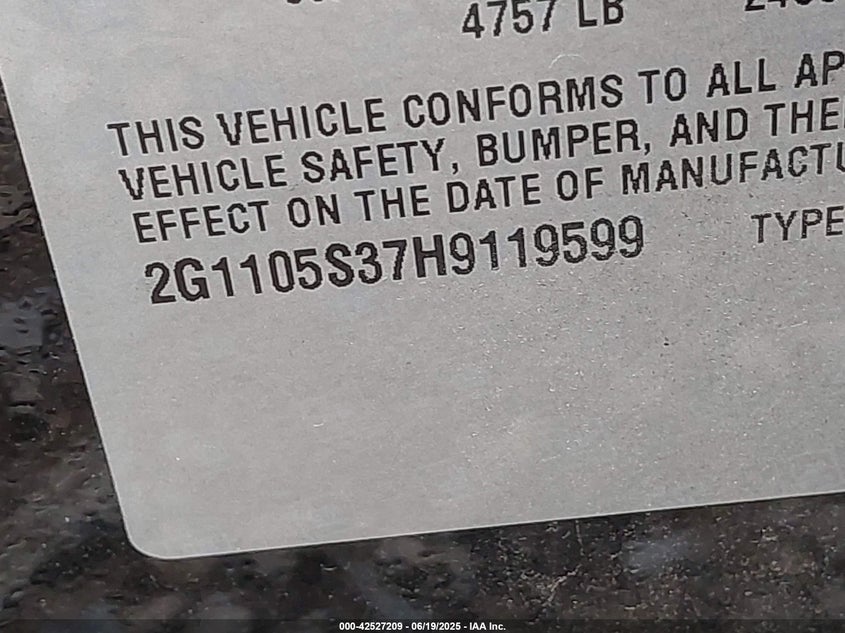 4757 LB
THIS VEHICLE CONFORMS TO ALL AP
VEHICLE SAFETY, BUMPER, AND THE
EFFECT ON THE DATE OF MANUFACTU
2G1105S37H9119599 TYPE
000-42527209 - 06/19/2025 - IAA Inc.